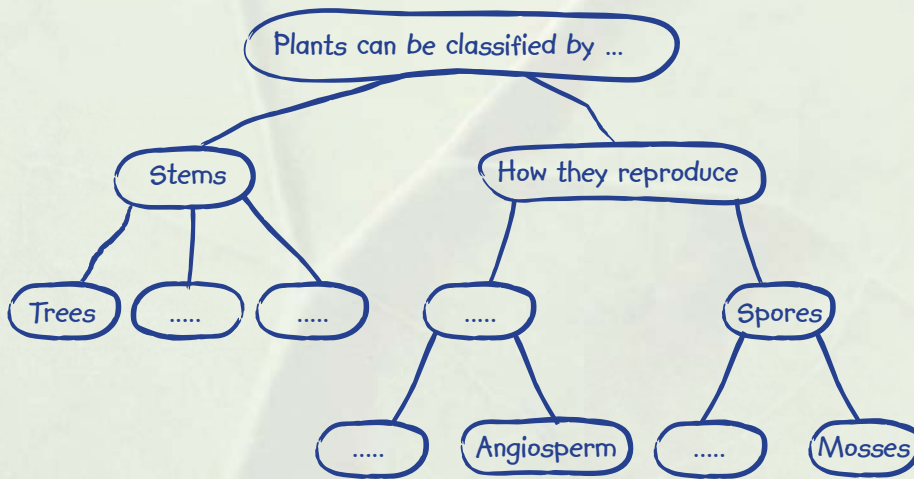 Plants can be classified by ...
Stems
How they reproduce
Trees
.....
.....
.....
Spores
.....
Angiosperm
.....
Mosses